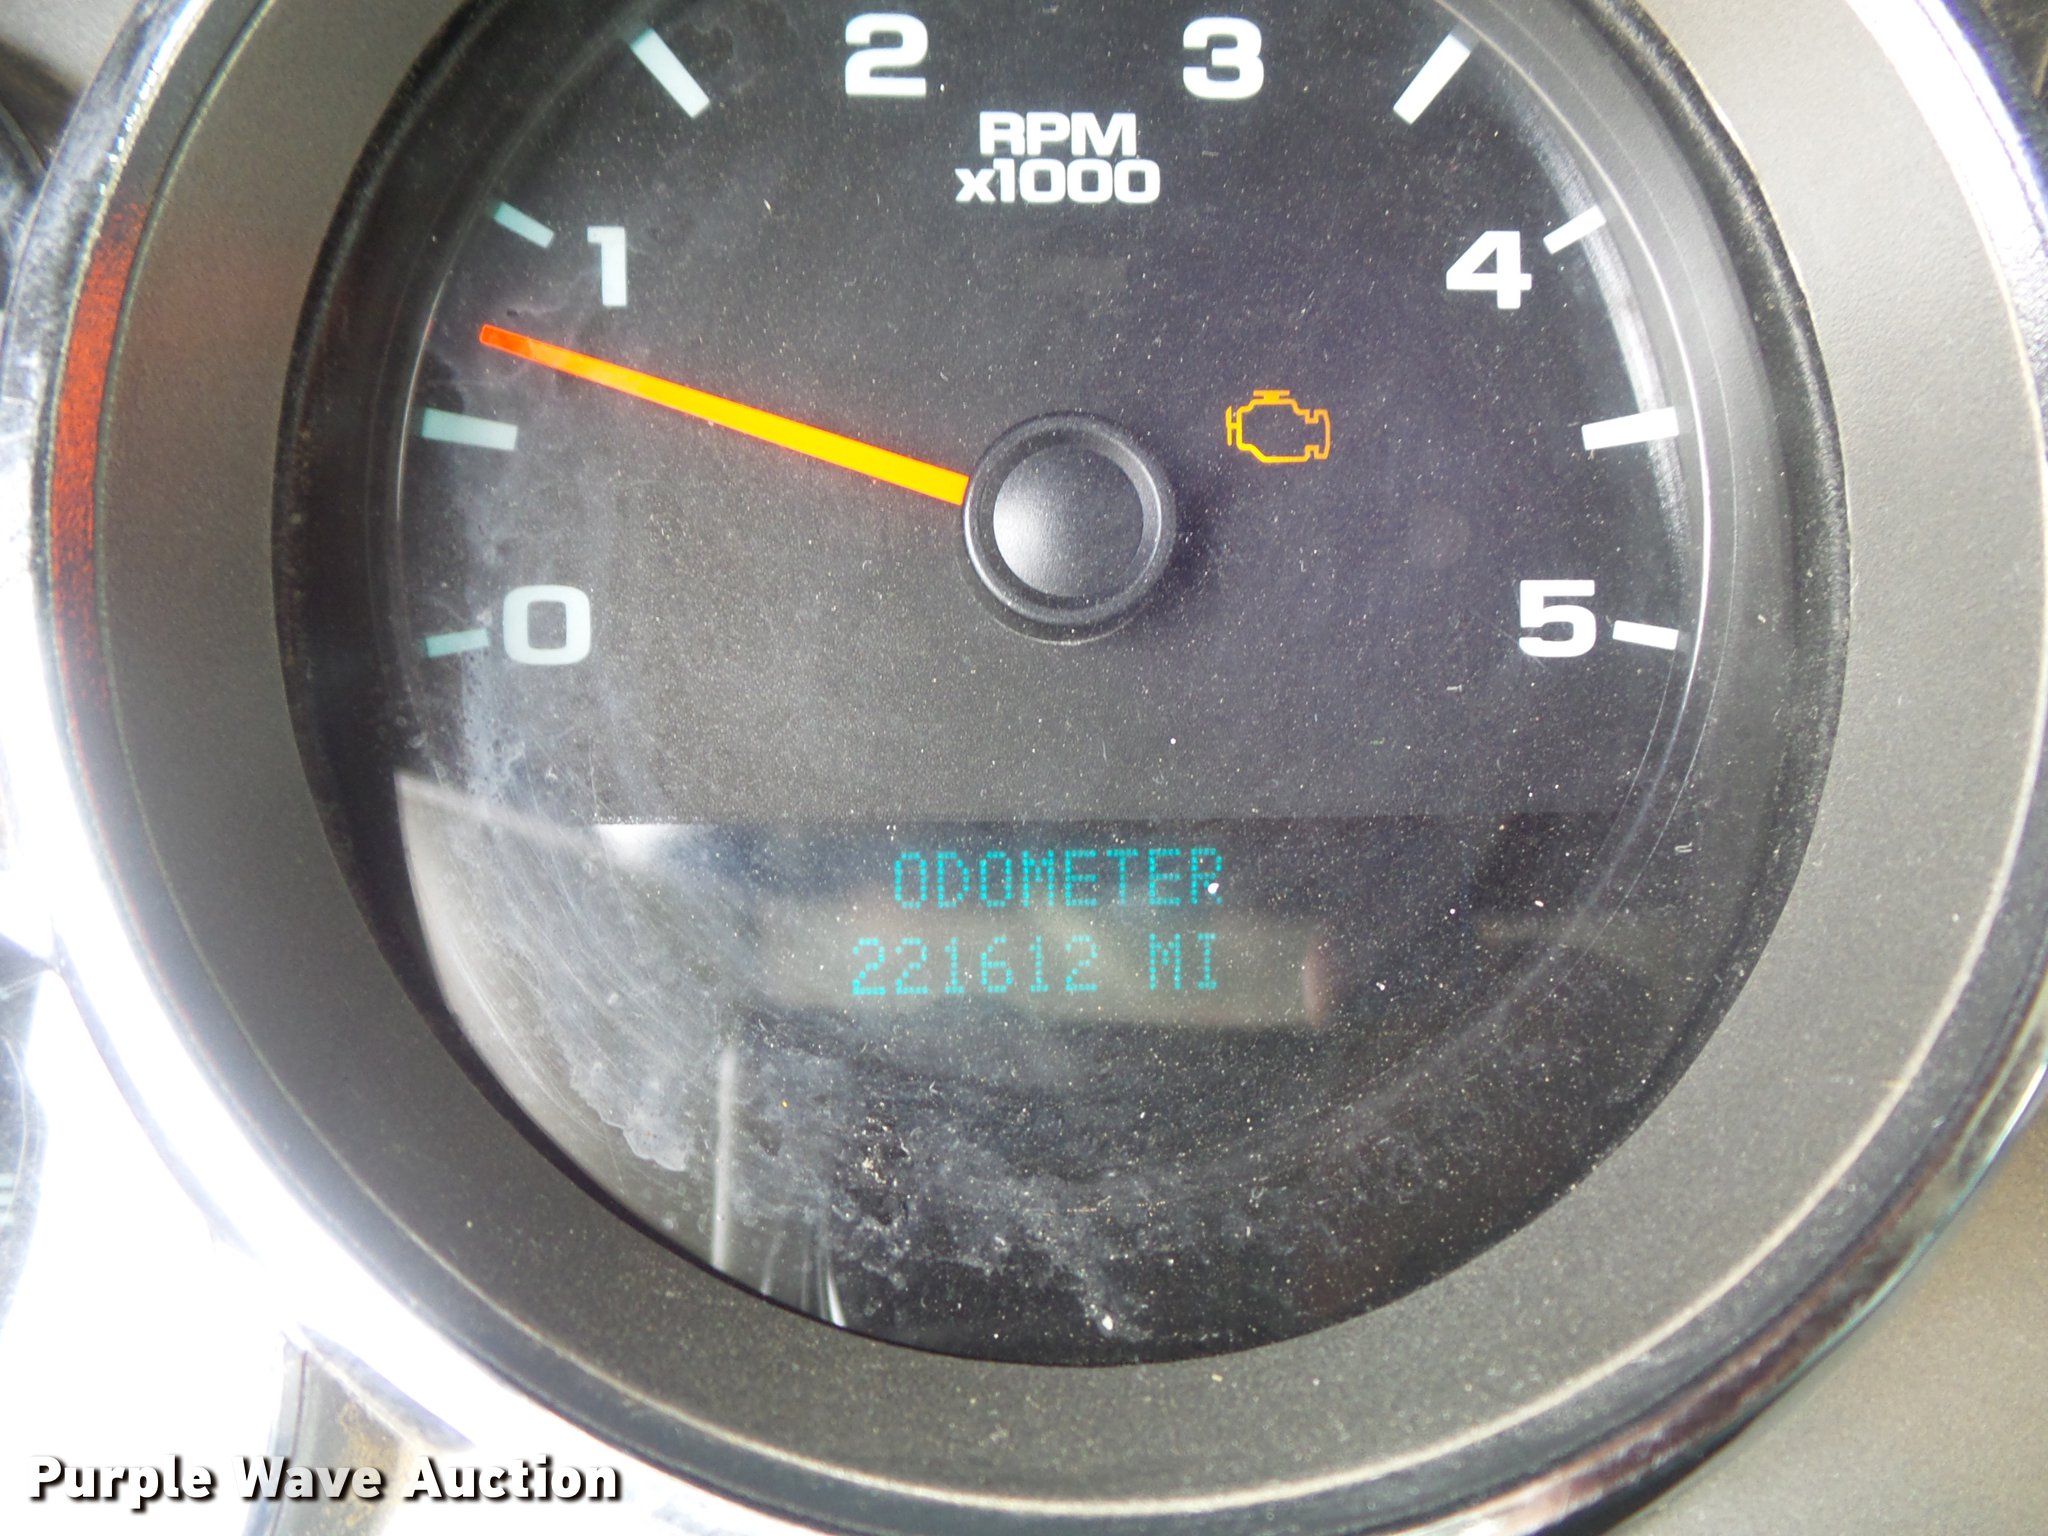 2 3
RPM
x1000
1 4
0 5
ODOMETER
221612 MI
Purple Wave Auction